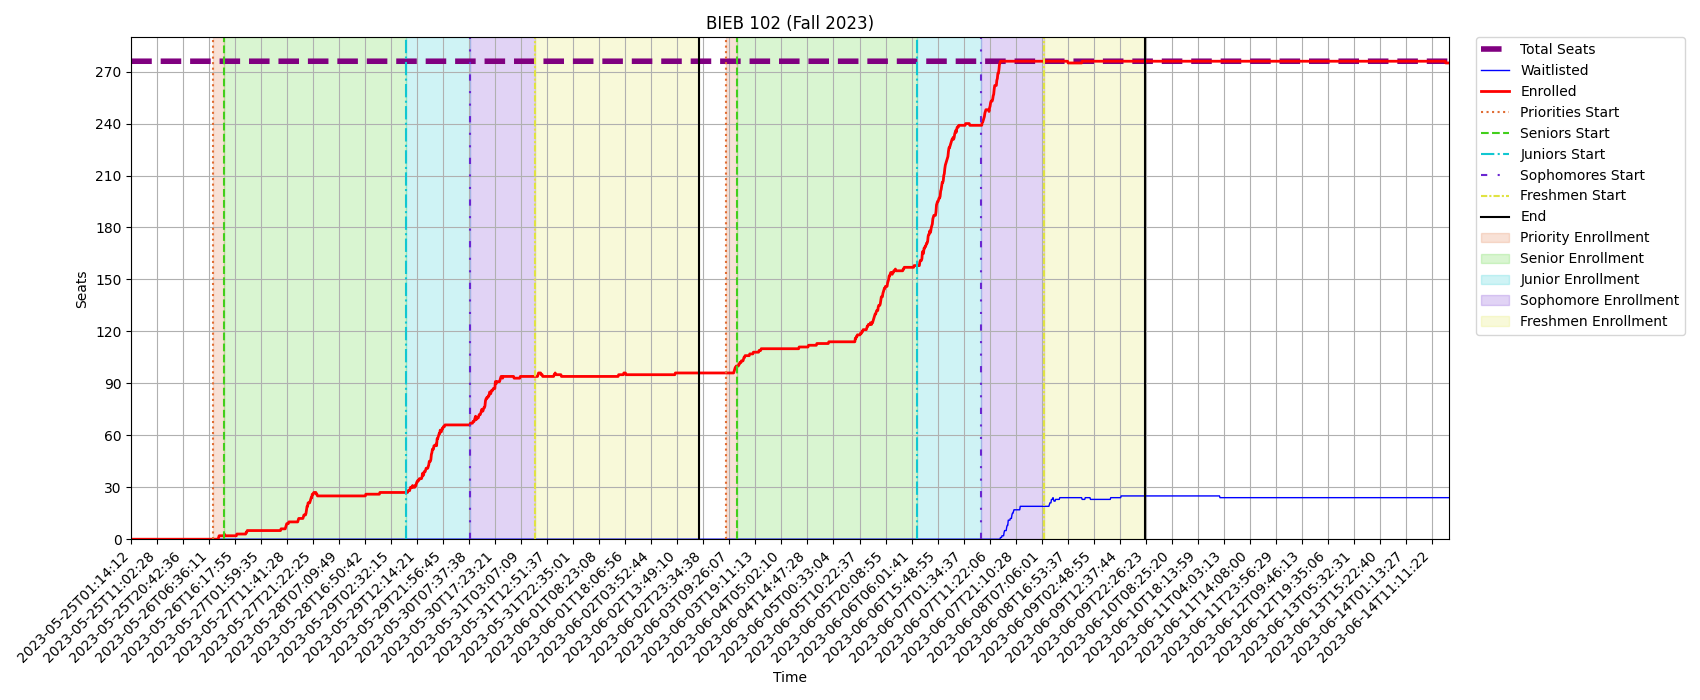 BIEB 102 (Fall 2023)
Seats
270
240
210
180
150
120
90
60
30
0
2023-05-25T01:14:12
2023-05-25T11:02:28
2023-05-25T20:42:36
2023-05-26T06:36:11
2023-05-26T16:17:55
2023-05-27T01:59:35
2023-05-27T11:41:28
2023-05-27T21:22:25
2023-05-28T07:09:49
2023-05-28T16:50:42
2023-05-29T02:32:15
2023-05-29T12:14:21
2023-05-29T21:56:45
2023-05-30T07:37:38
2023-05-30T17:23:21
2023-05-31T03:07:09
2023-05-31T12:51:37
2023-05-31T22:35:01
2023-06-01T08:23:08
2023-06-01T18:06:56
2023-06-02T03:52:44
2023-06-02T13:49:10
2023-06-02T23:34:38
2023-06-03T09:26:07
2023-06-03T19:11:13
2023-06-04T05:02:10
2023-06-04T14:47:28
2023-06-05T00:33:04
2023-06-05T10:22:37
2023-06-05T20:08:55
2023-06-06T06:01:41
2023-06-06T15:48:55
2023-06-07T01:34:37
2023-06-07T11:22:06
2023-06-07T21:10:28
2023-06-08T07:06:01
2023-06-08T16:53:37
2023-06-09T02:48:55
2023-06-09T12:37:44
2023-06-09T22:26:23
2023-06-10T08:25:20
2023-06-10T18:13:59
2023-06-11T04:03:13
2023-06-11T14:08:00
2023-06-11T23:56:29
2023-06-12T09:46:13
2023-06-12T19:35:06
2023-06-13T05:32:31
2023-06-13T15:22:40
2023-06-14T01:13:27
2023-06-14T11:11:22
Time
Total Seats
Waitlisted
Enrolled
Priorities Start
Seniors Start
Juniors Start
Sophomores Start
Freshmen Start
End
Priority Enrollment
Senior Enrollment
Junior Enrollment
Sophomore Enrollment
Freshmen Enrollment